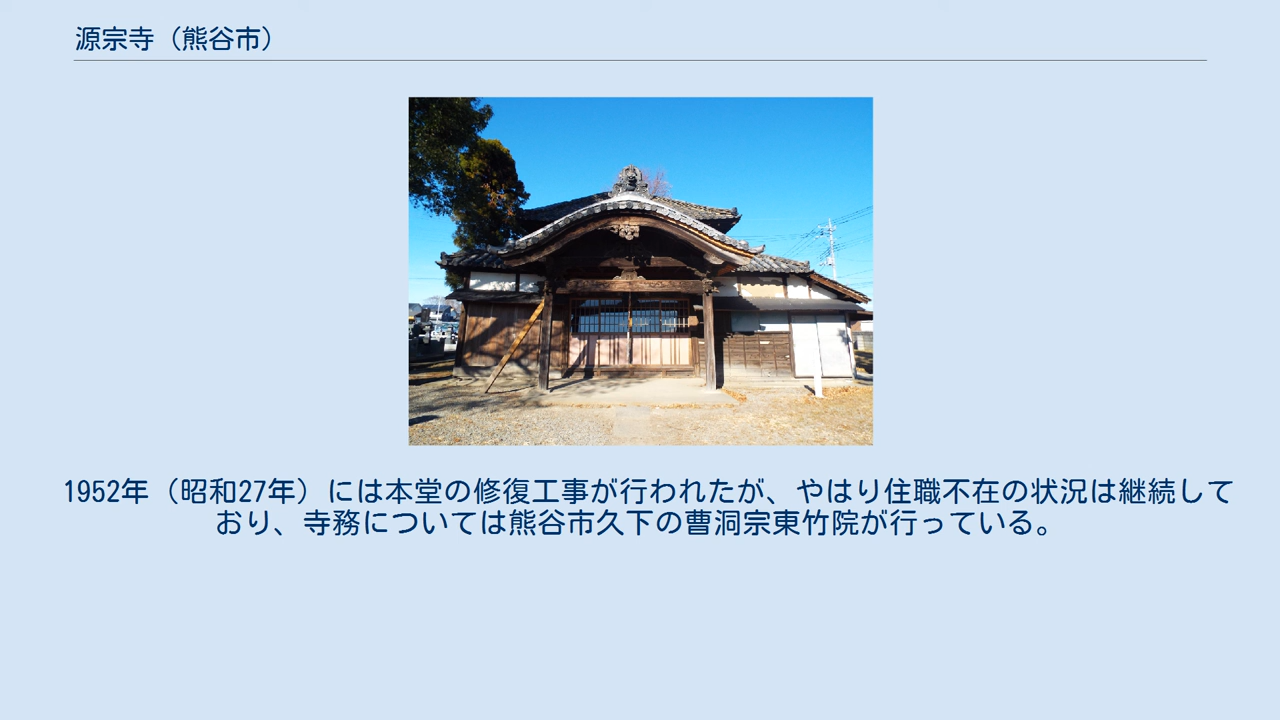 源宗寺（熊谷市）
1952年（昭和27年）には本堂の修復工事が行われたが、やはり住職不在の状況は継続して
おり、寺務については熊谷市久下の曹洞宗東竹院が行っている。